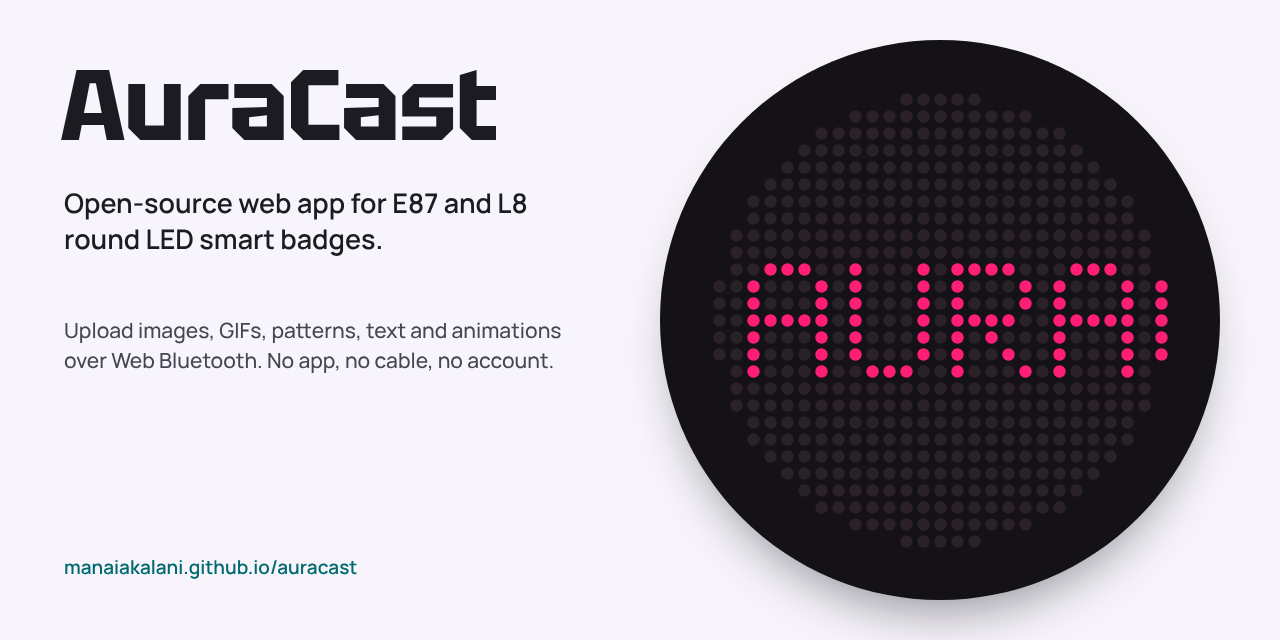 AuraCast
Open-source web app for E87 and L8
round LED smart badges.
Upload images, GIFs, patterns, text and animations
over Web Bluetooth. No app, no cable, no account.
manaiakalani.github.io/auracast
AURA